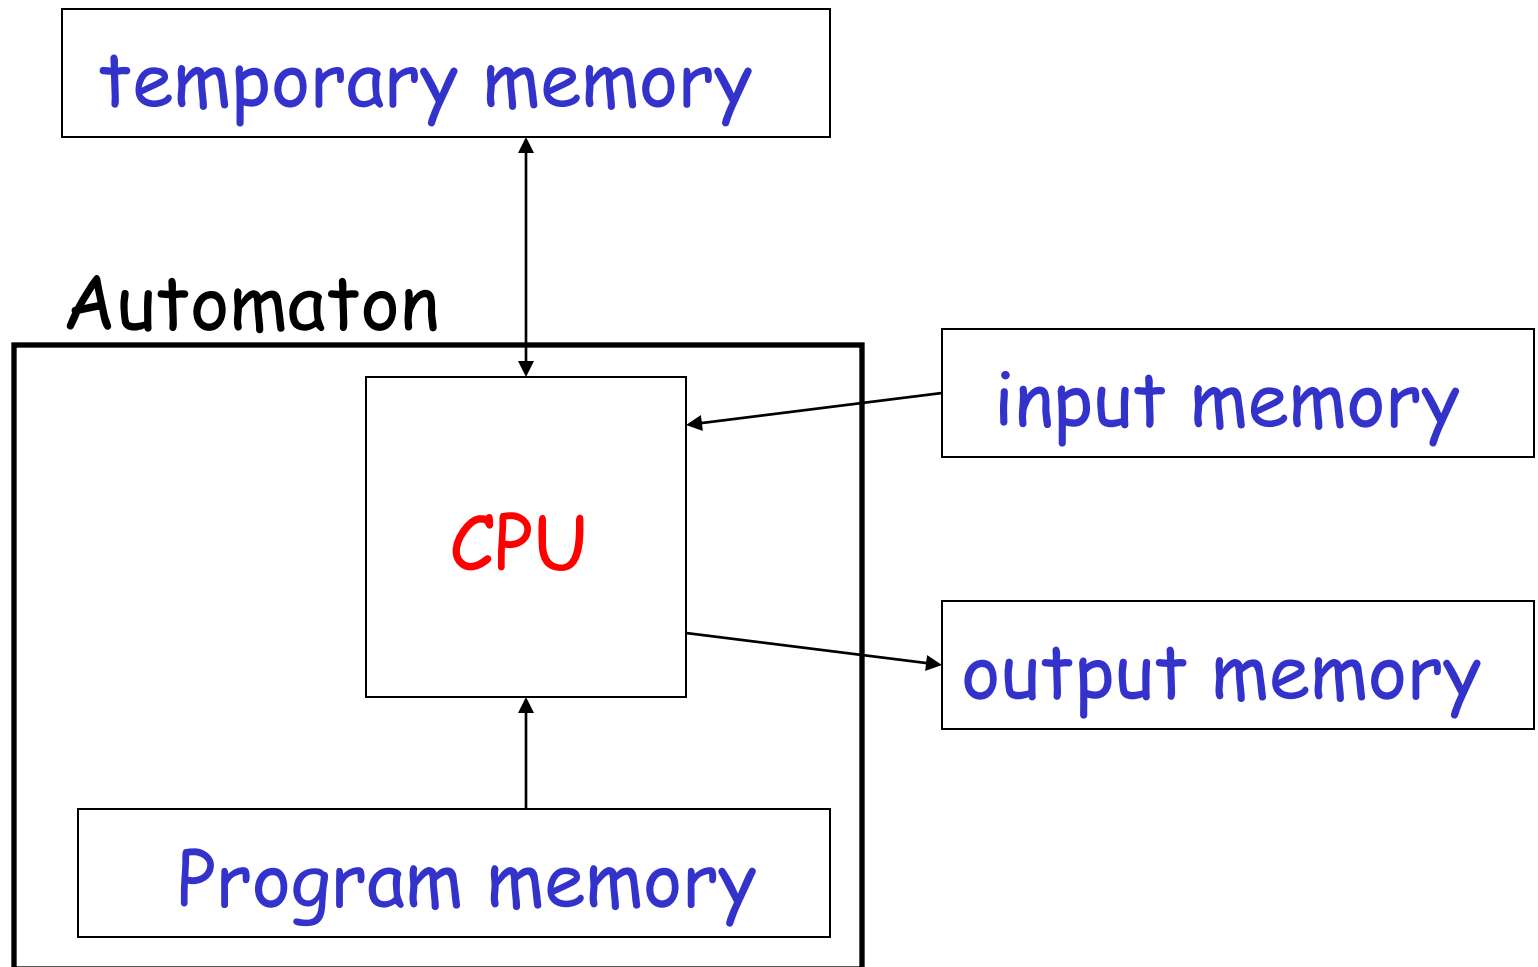 temporary memory
Automaton
input memory
CPU
output memory
Program memory